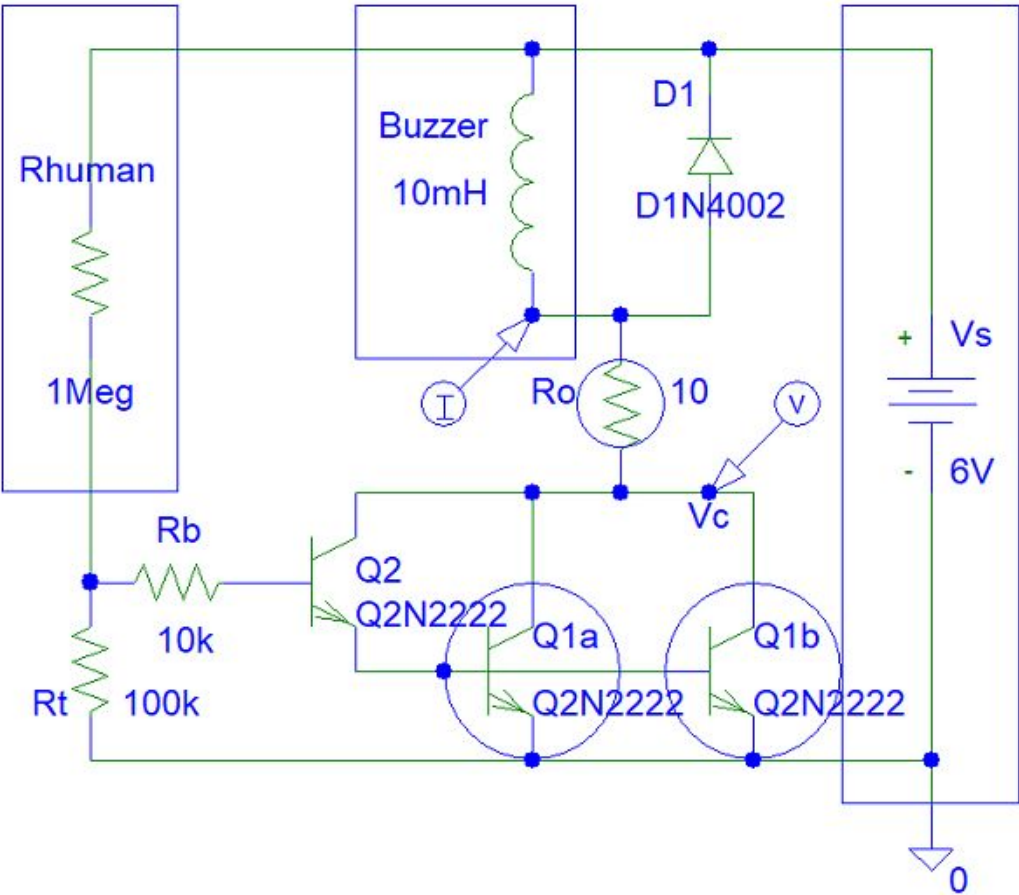 D1
Buzzer
Rhuman
10mH
D1N4002
+
Vs
1Meg
I
Ro
10
V
-
6V
Vc
Rb
Q2
Q2N2222
10k
Q1a
Q1b
Rt
100k
Q2N2222
Q2N2222
0